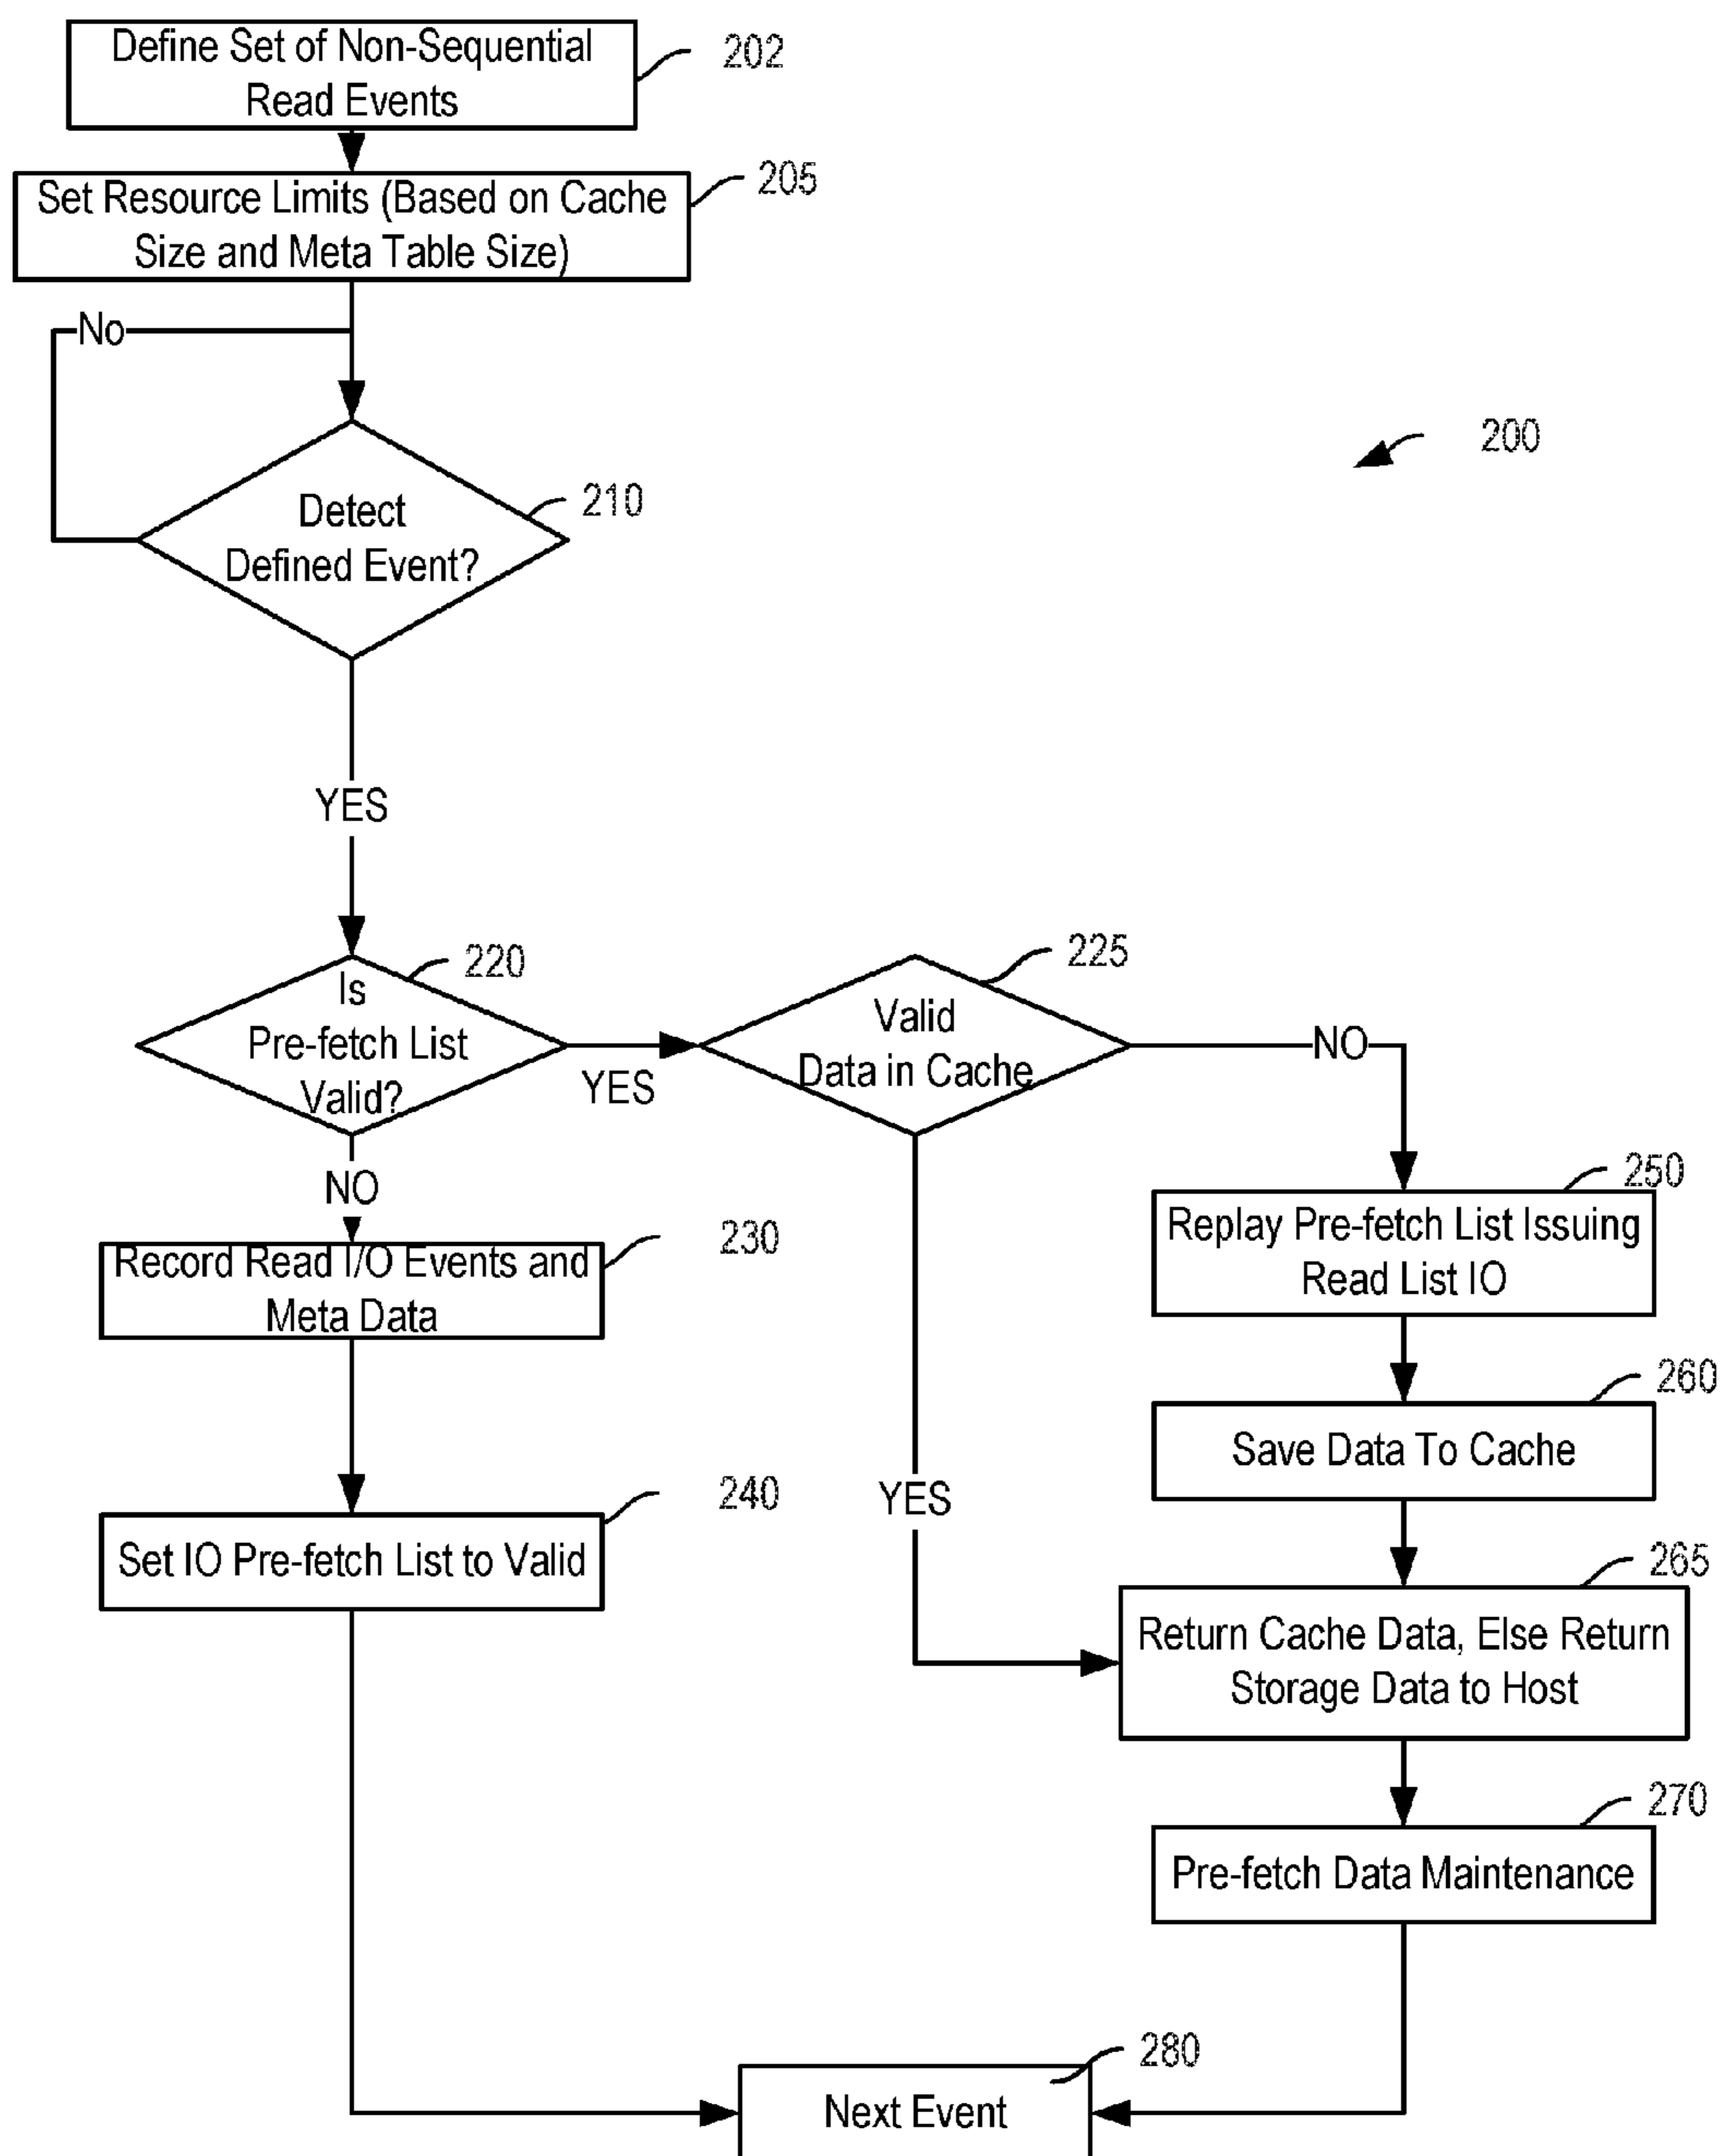 Define Set of Non-Sequential
Read Events
202
Set Resource Limits (Based on Cache
Size and Meta Table Size)
205
No
200
Detect
Defined Event?
210
YES
Is
Pre-fetch List
Valid?
220
YES
Valid
Data in Cache
225
NO
NO
Record Read I/O Events and
Meta Data
230
Replay Pre-fetch List Issuing
Read List IO
250
Save Data To Cache
260
Set IO Pre-fetch List to Valid
240
YES
Return Cache Data, Else Return
Storage Data to Host
265
Pre-fetch Data Maintenance
270
Next Event
280